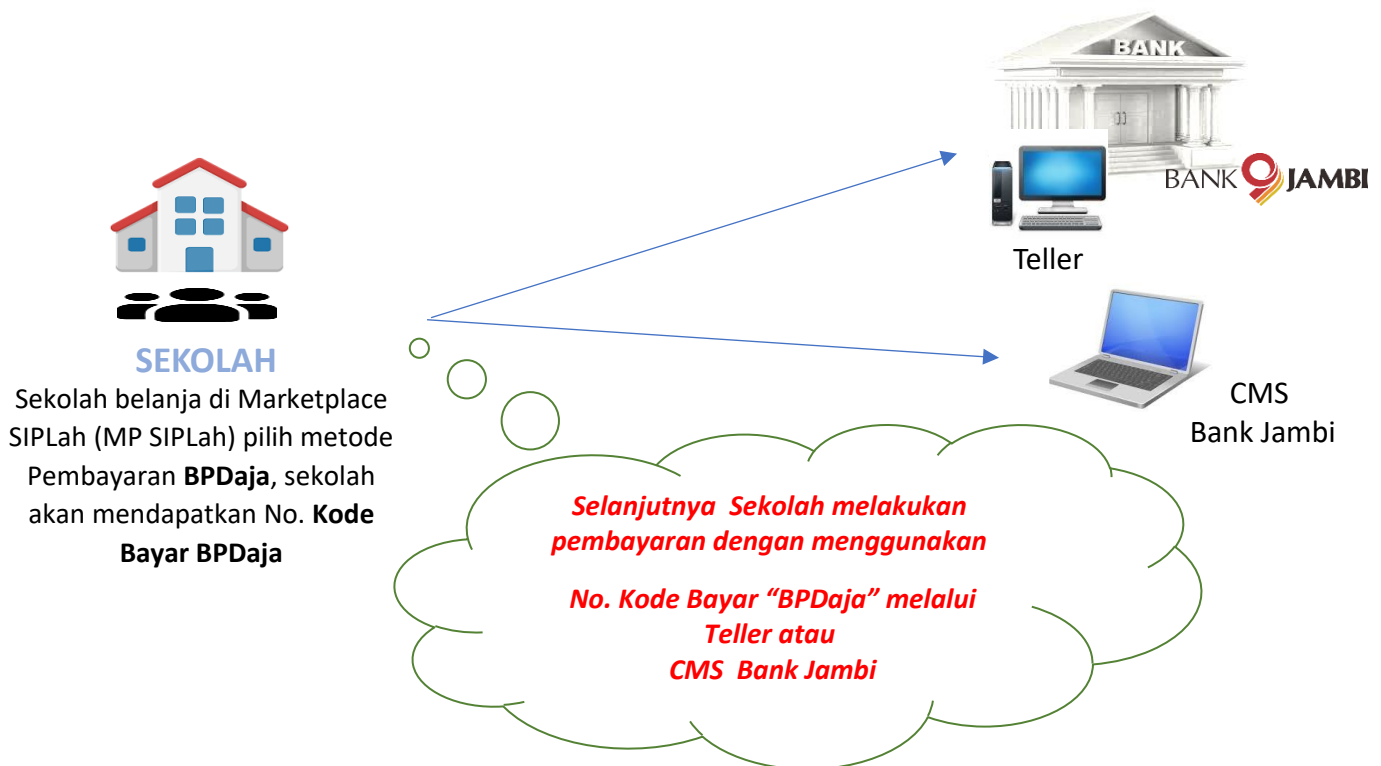 BANK
BANK 9 JAMBI
Teller
CMS
Bank Jambi
SEKOLAH
Sekolah belanja di Marketplace
SIPLah (MP SIPLah) pilih metode
Pembayaran BPDaja, sekolah
akan mendapatkan No. Kode
Bayar BPDaja
Selanjutnya Sekolah melakukan
pembayaran dengan menggunakan
No. Kode Bayar “BPDaja” melalui
Teller atau
CMS Bank Jambi